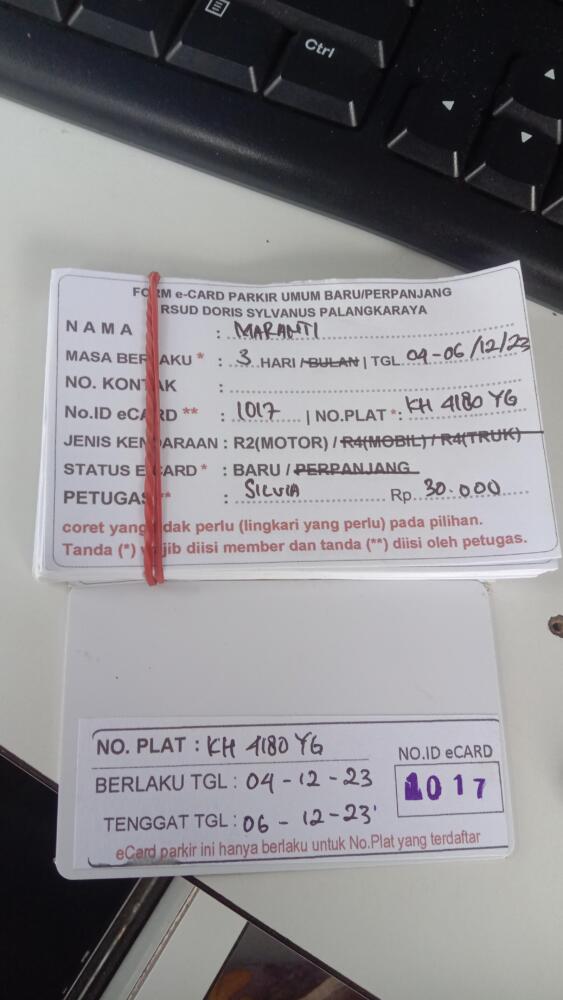 Ctrl
FORM e-CARD PARKIR UMUM BARU/PERPANJANG
RSUD DORIS SYLVANUS PALANGKARAYA
NAMA : MARANTI
MASA BERLAKU * : 3 HARI / BULAN | TGL 04-06/12/23
NO. KONTAK :
No.ID eCARD ** : 1017 | NO.PLAT *: KH 4180 YG
JENIS KENDARAAN : R2(MOTOR) / R4(MOBIL) / R4(TRUK)
STATUS E CARD * : BARU / PERPANJANG
PETUGAS ** : SILVIA Rp. 30.000
coret yang tidak perlu (lingkari yang perlu) pada pilihan.
Tanda (*) wajib diisi member dan tanda (**) diisi oleh petugas.
NO. PLAT : KH 4180 YG
NO.ID eCARD
BERLAKU TGL : 04-12-23
1017
TENGGAT TGL : 06-12-23
eCard parkir ini hanya berlaku untuk No.Plat yang terdaftar